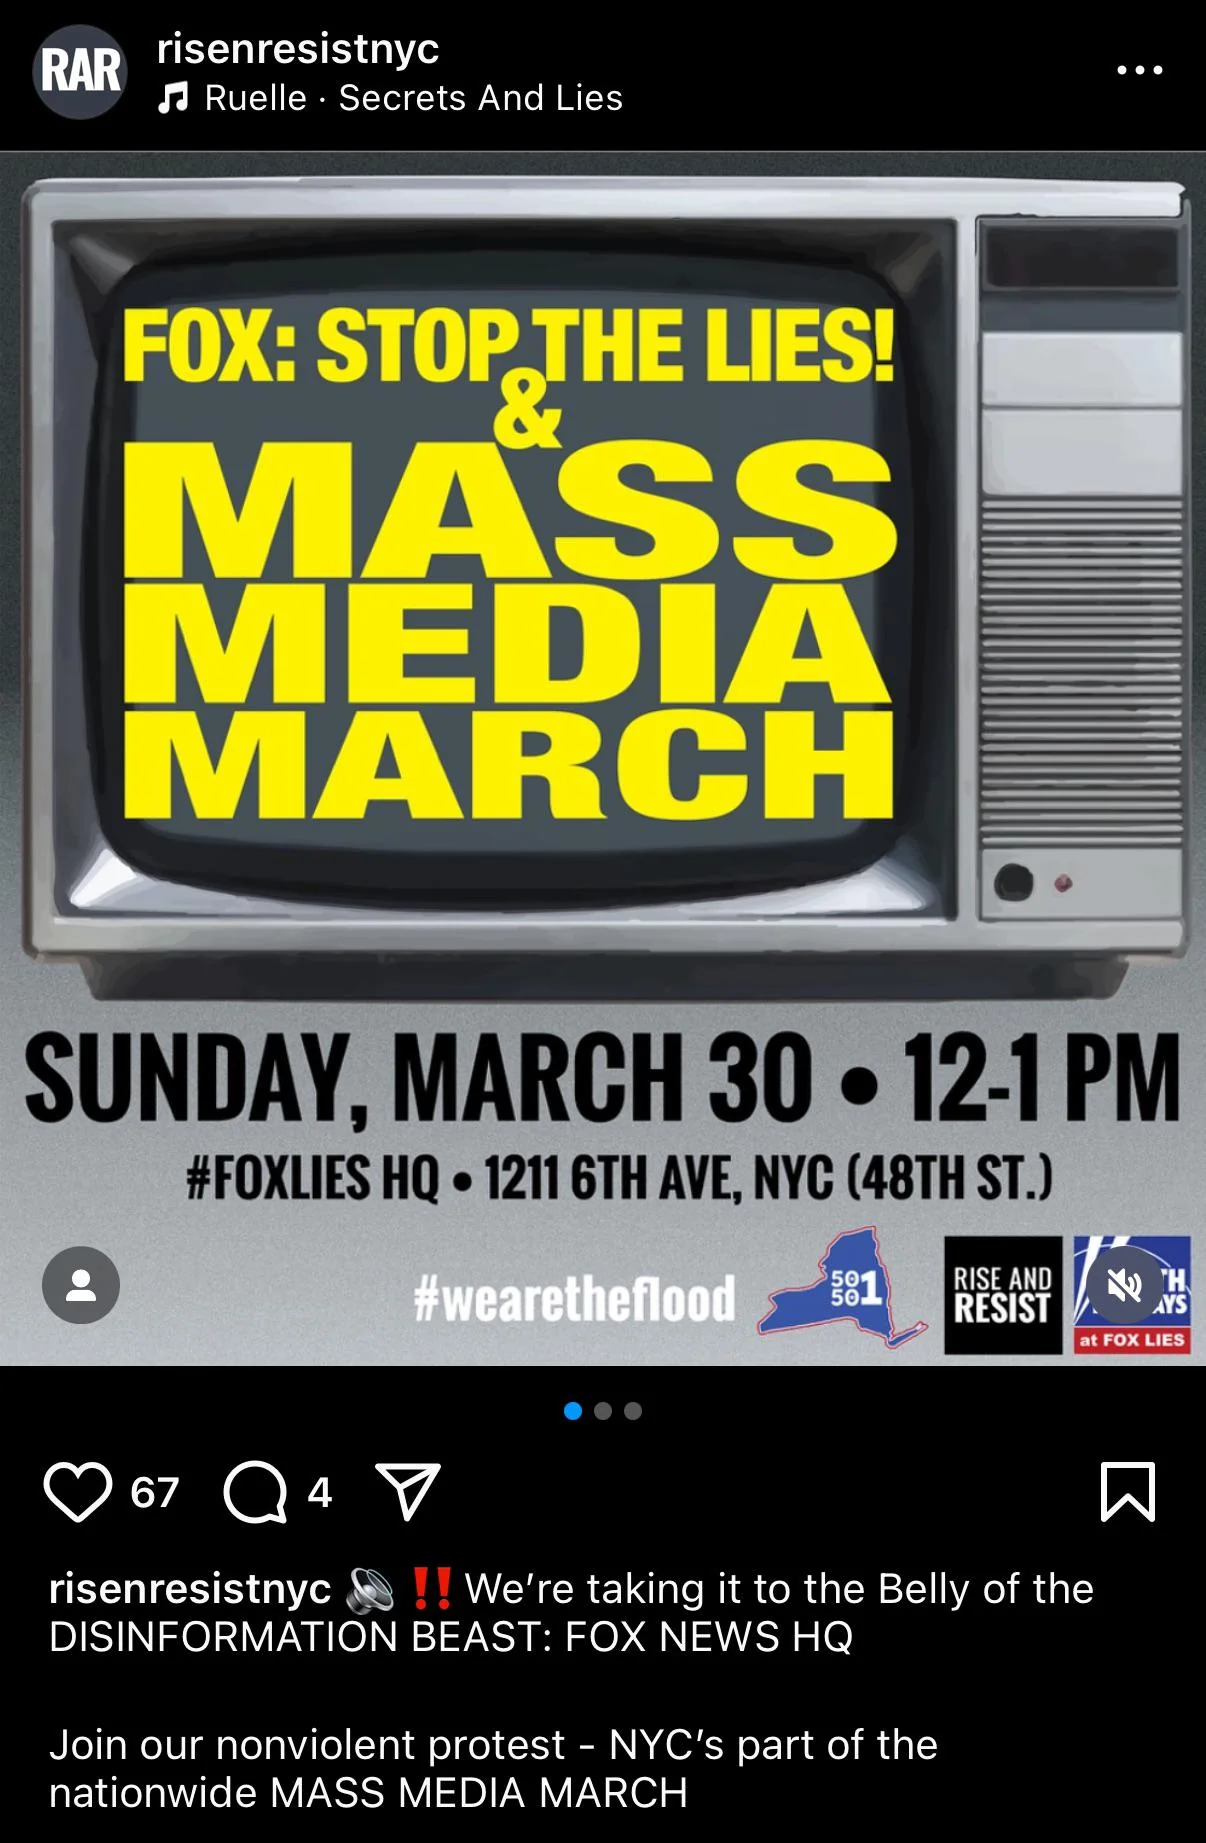 RAR
risenresistnyc
Ruelle · Secrets And Lies
FOX: STOP THE LIES!
&
MASS
MEDIA
MARCH
SUNDAY, MARCH 30 • 12-1 PM
#FOXLIES HQ • 1211 6TH AVE, NYC (48TH ST.)
#wearetheflood
50
501
RISE AND
RESIST
at FOX LIES
67
4
risenresistnyc 🔊 ‼️ We’re taking it to the Belly of the
DISINFORMATION BEAST: FOX NEWS HQ
Join our nonviolent protest - NYC’s part of the
nationwide MASS MEDIA MARCH